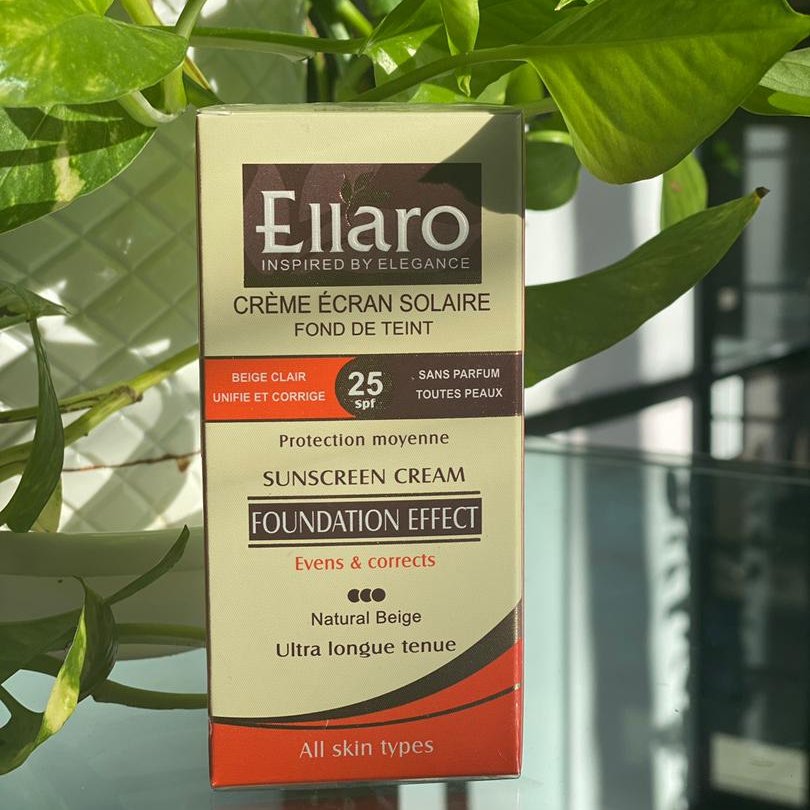 Ellaro
INSPIRED BY ELEGANCE
CRÈME ÉCRAN SOLAIRE
FOND DE TEINT
BEIGE CLAIR
UNIFIE ET CORRIGE
25
spf
SANS PARFUM
TOUTES PEAUX
Protection moyenne
SUNSCREEN CREAM
FOUNDATION EFFECT
Evens & corrects
Natural Beige
Ultra longue tenue
All skin types